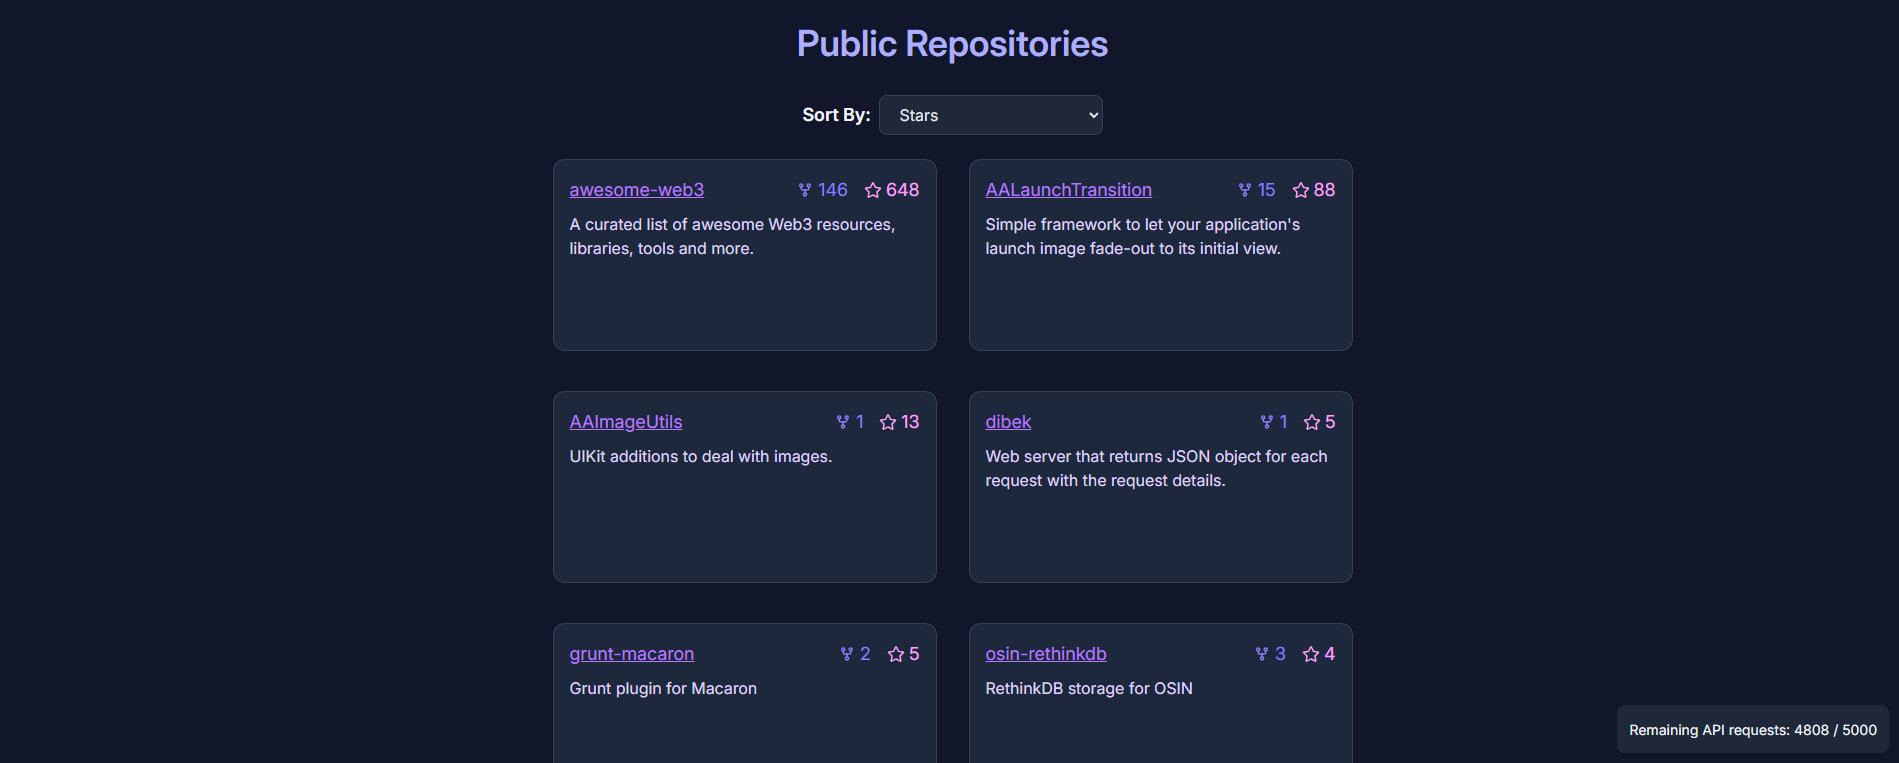 Public Repositories
Sort By: Stars
awesome-web3 146 648
A curated list of awesome Web3 resources,
libraries, tools and more.
AALaunchTransition 15 88
Simple framework to let your application's
launch image fade-out to its initial view.
AAImageUtils 1 13
UIKit additions to deal with images.
dibek 1 5
Web server that returns JSON object for each
request with the request details.
grunt-macaron 2 5
Grunt plugin for Macaron
osin-rethinkdb 3 4
RethinkDB storage for OSIN
Remaining API requests: 4808 / 5000